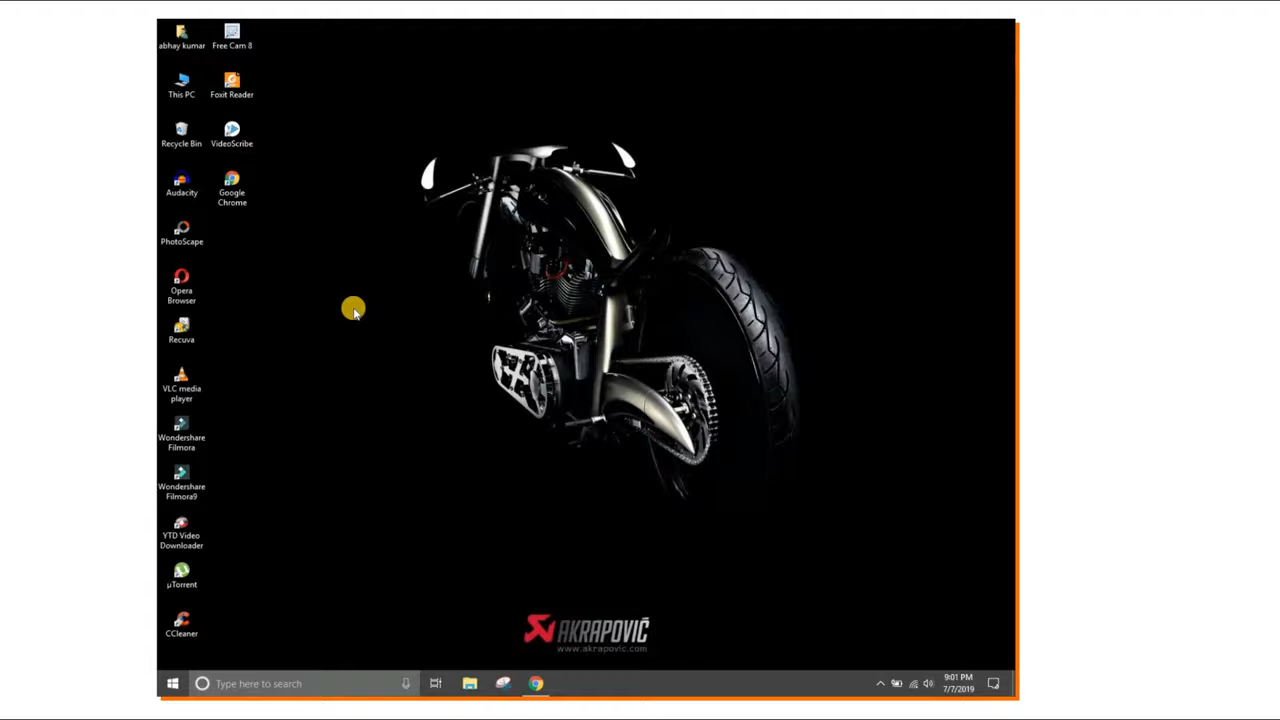 abhay kumar
Free Cam 8
This PC
Foxit Reader
Recycle Bin
VideoScribe
Audacity
Google
Chrome
PhotoScape
Opera
Browser
Recuva
VLC media
player
Wondershare
Filmora
Wondershare
Filmora9
YTD Video
Downloader
µTorrent
CCleaner
AKRAPOVIČ
www.akrapovic.com
Type here to search
9:01 PM
7/7/2019